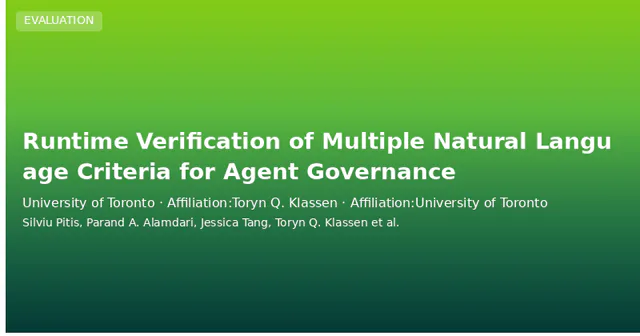 EVALUATION
Runtime Verification of Multiple Natural Langu
age Criteria for Agent Governance
University of Toronto · Affiliation:Toryn Q. Klassen · Affiliation:University of Toronto
Silviu Pitis, Parand A. Alamdari, Jessica Tang, Toryn Q. Klassen et al.